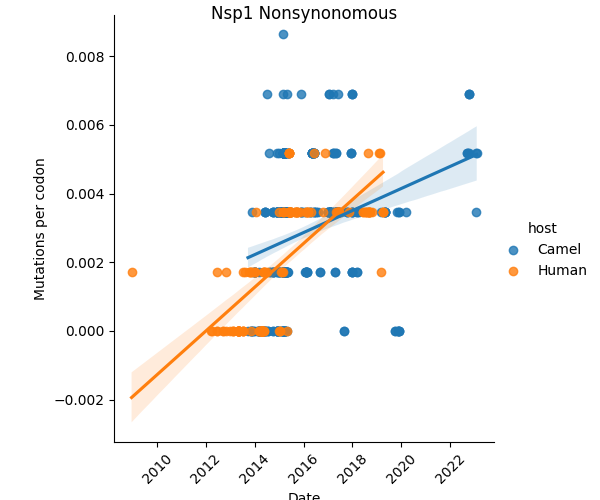 Nsp1 Nonsynonomous
0.008
0.006
0.004
0.002
0.000
−0.002
Mutations per codon
2010
2012
2014
2016
2018
2020
2022
Date
host
Camel
Human